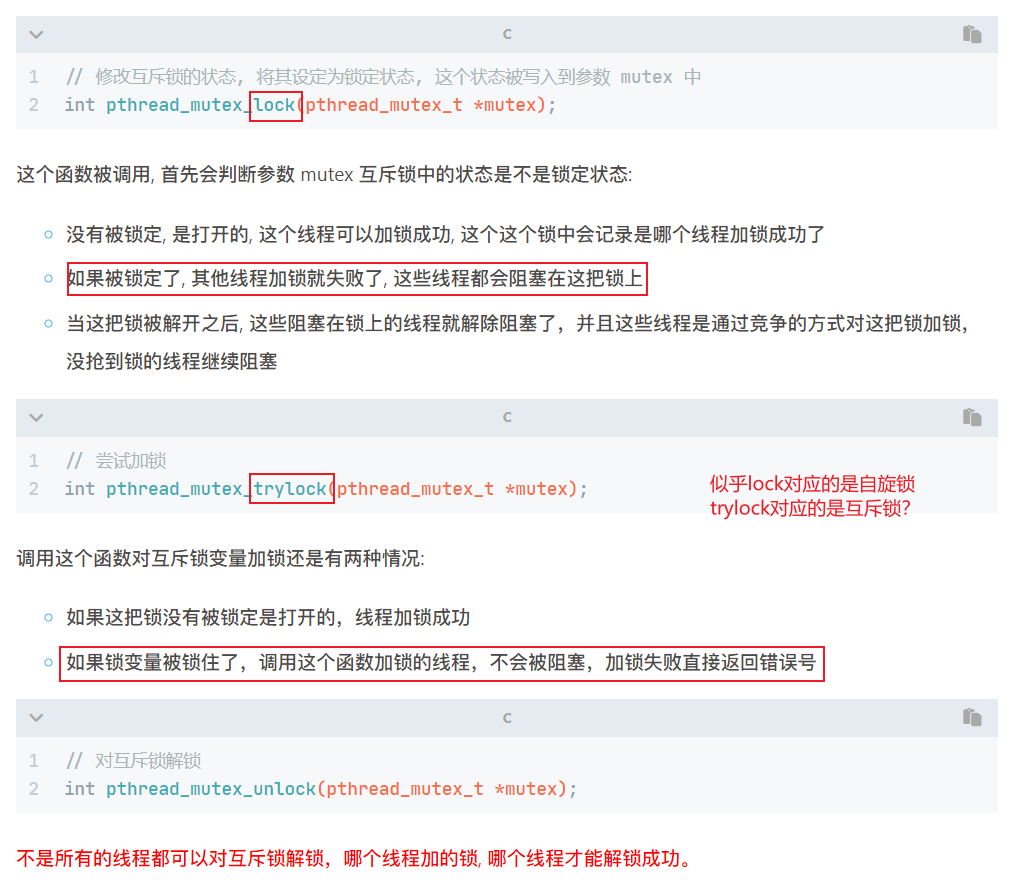 C
1 // 修改互斥锁的状态, 将其设定为锁定状态, 这个状态被写入到参数 mutex 中
2 int pthread_mutex_lock(pthread_mutex_t *mutex);
这个函数被调用, 首先会判断参数 mutex 互斥锁中的状态是不是锁定状态:
没有被锁定, 是打开的, 这个线程可以加锁成功, 这个这个锁中会记录是哪个线程加锁成功了
如果被锁定了, 其他线程加锁就失败了, 这些线程都会阻塞在这把锁上
当这把锁被解开之后, 这些阻塞在锁上的线程就解除阻塞了，并且这些线程是通过竞争的方式对这把锁加锁，
没抢到锁的线程继续阻塞
C
1 // 尝试加锁
2 int pthread_mutex_trylock(pthread_mutex_t *mutex);
似乎lock对应的是自旋锁
trylock对应的是互斥锁?
调用这个函数对互斥锁变量加锁还是有两种情况:
如果这把锁没有被锁定是打开的，线程加锁成功
如果锁变量被锁住了，调用这个函数加锁的线程，不会被阻塞，加锁失败直接返回错误号
C
1 // 对互斥锁解锁
2 int pthread_mutex_unlock(pthread_mutex_t *mutex);
不是所有的线程都可以对互斥锁解锁，哪个线程加的锁, 哪个线程才能解锁成功。